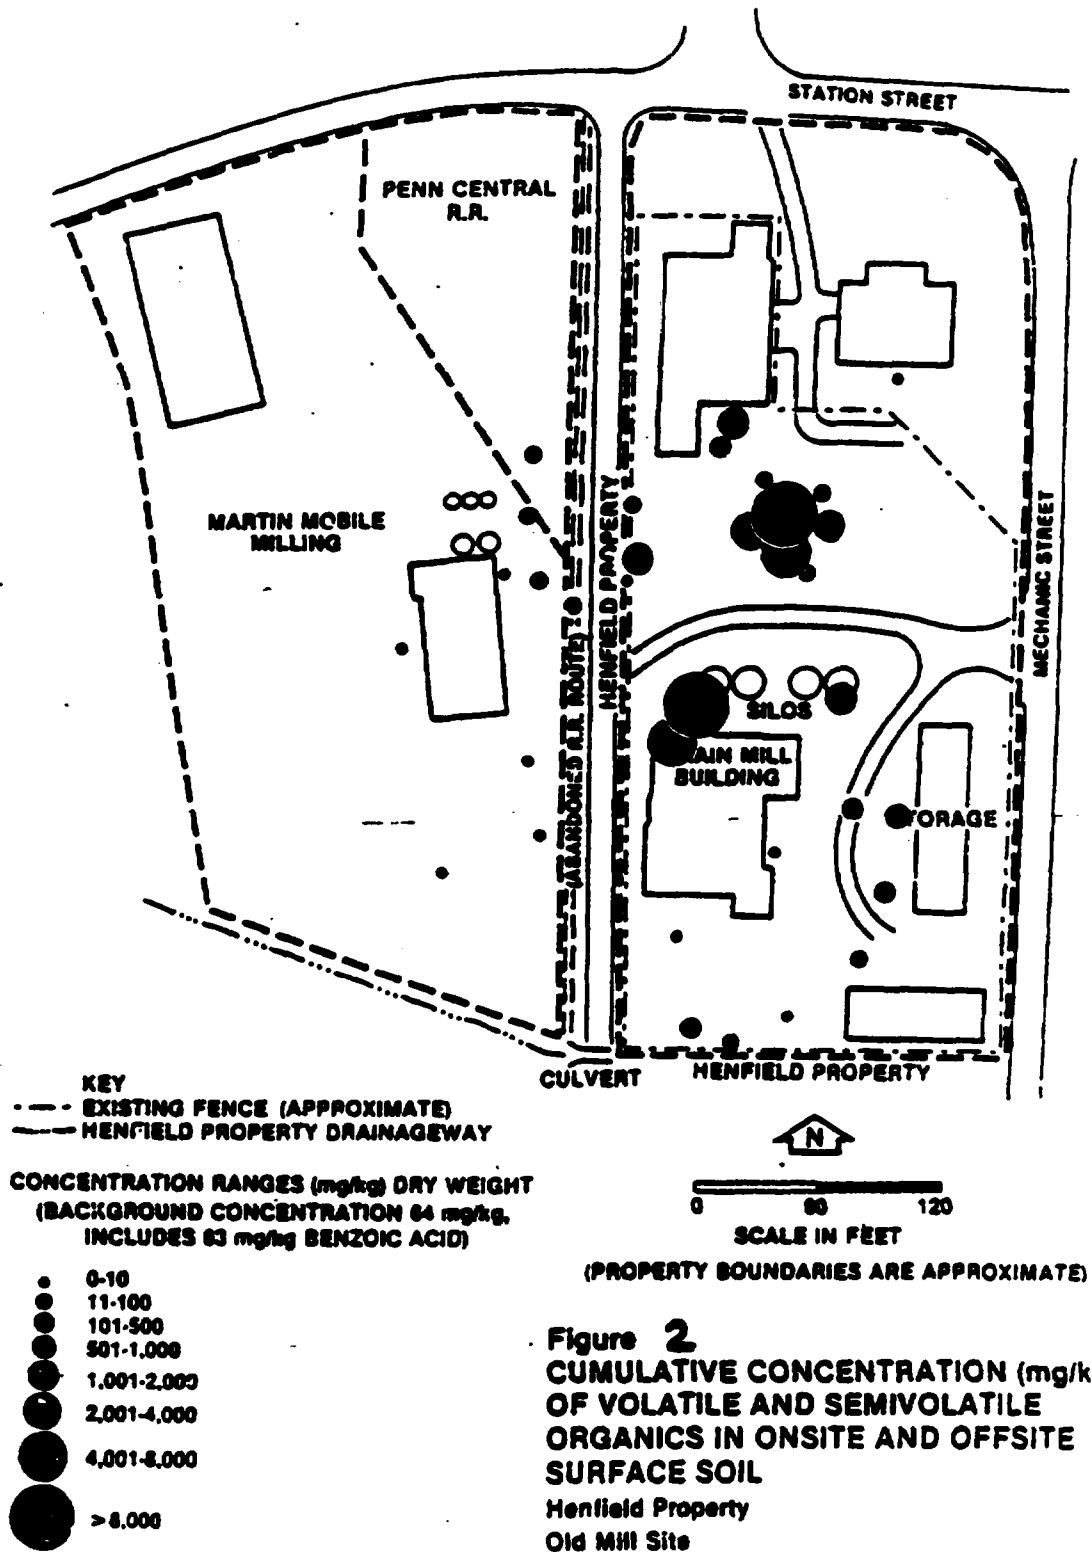 STATION STREET
PENN CENTRAL
R.R.
MARTIN MOBILE
MILLING
HENFIELD PROPERTY
(ABANDONED R.R. ROUTE)
MECHANIC STREET
SILOS
MAIN MILL
BUILDING
STORAGE
CULVERT
HENFIELD PROPERTY
KEY
EXISTING FENCE (APPROXIMATE)
HENFIELD PROPERTY DRAINAGEWAY
N
CONCENTRATION RANGES (mg/kg) DRY WEIGHT
(BACKGROUND CONCENTRATION 64 mg/kg,
INCLUDES 63 mg/kg BENZOIC ACID)
0 120
SCALE IN FEET
(PROPERTY BOUNDARIES ARE APPROXIMATE)
0-10
11-100
101-500
501-1,000
1,001-2,000
2,001-4,000
4,001-8,000
>8,000
Figure 2
CUMULATIVE CONCENTRATION (mg/k
OF VOLATILE AND SEMIVOLATILE
ORGANICS IN ONSITE AND OFFSITE
SURFACE SOIL
Henfield Property
Old Mill Site